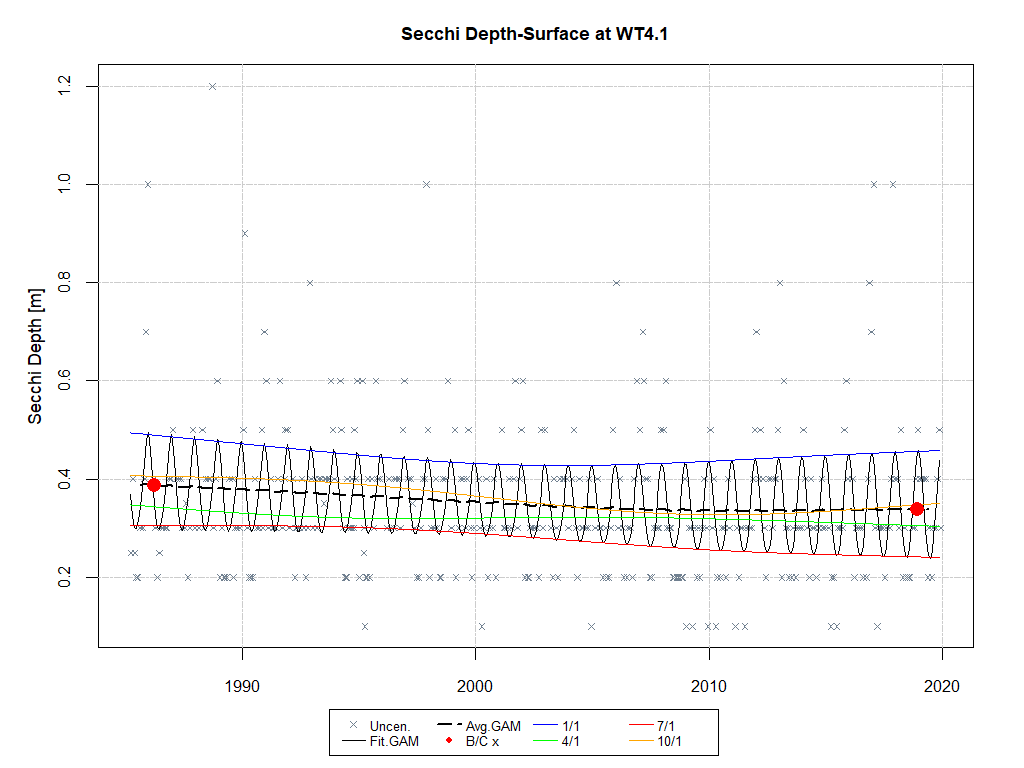 Secchi Depth-Surface at WT4.1
Secchi Depth [m]
1.2
1.0
0.8
0.6
0.4
0.2
1990 2000 2010 2020
Uncen. Avg.GAM 1/1 7/1
Fit.GAM B/C x 4/1 10/1